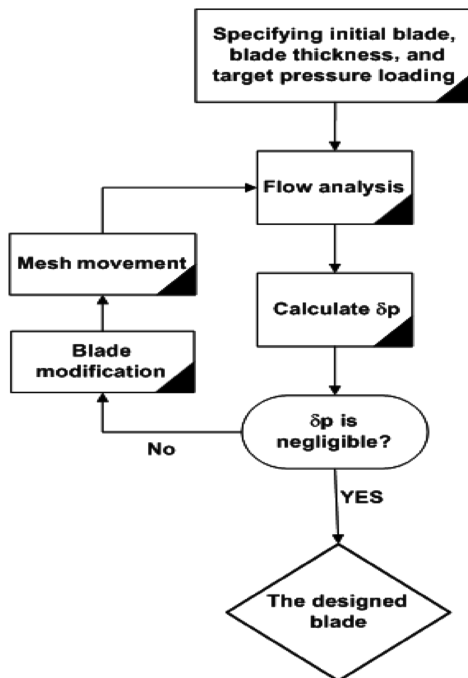 Specifying initial blade,
blade thickness, and
target pressure loading
Flow analysis
Mesh movement
Calculate δp
Blade
modification
δp is
negligible?
No
YES
The designed
blade